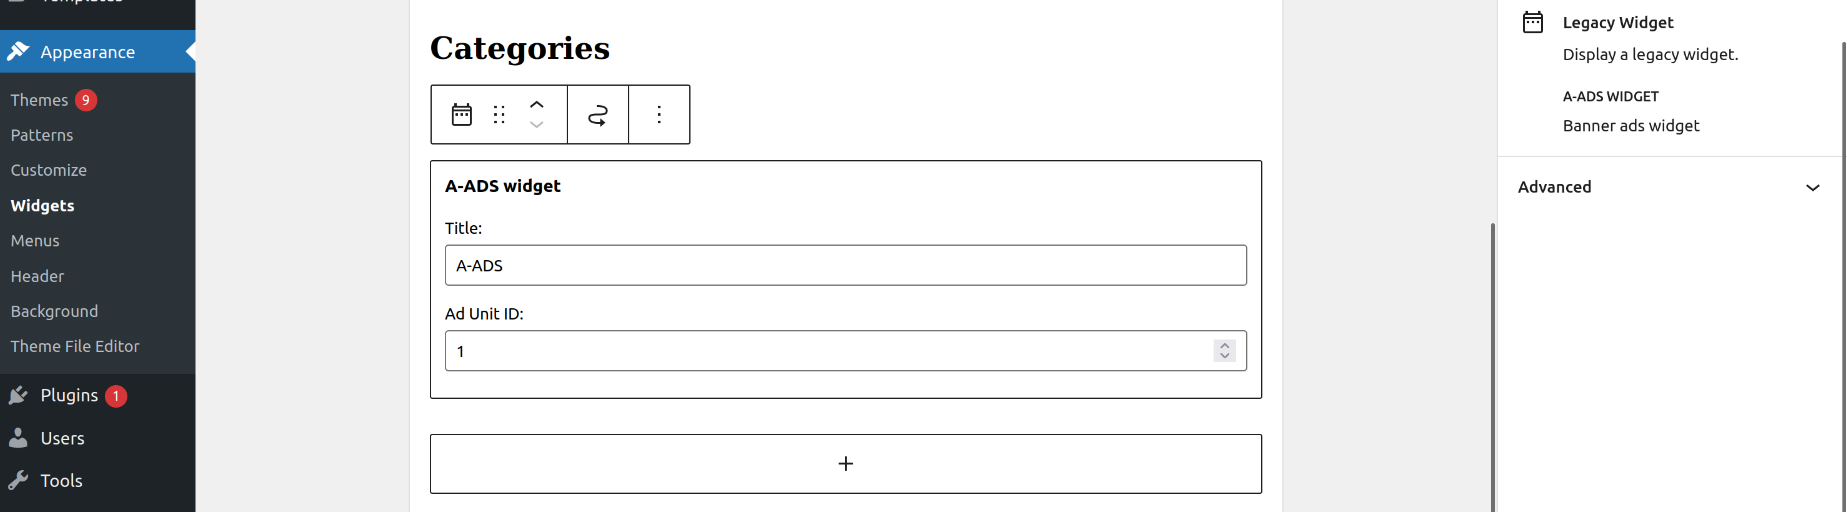 Templates
Appearance
Themes 9
Patterns
Customize
Widgets
Menus
Header
Background
Theme File Editor
Plugins 1
Users
Tools
Categories
A-ADS widget
Title:
A-ADS
Ad Unit ID:
1
Legacy Widget
Display a legacy widget.
A-ADS WIDGET
Banner ads widget
Advanced